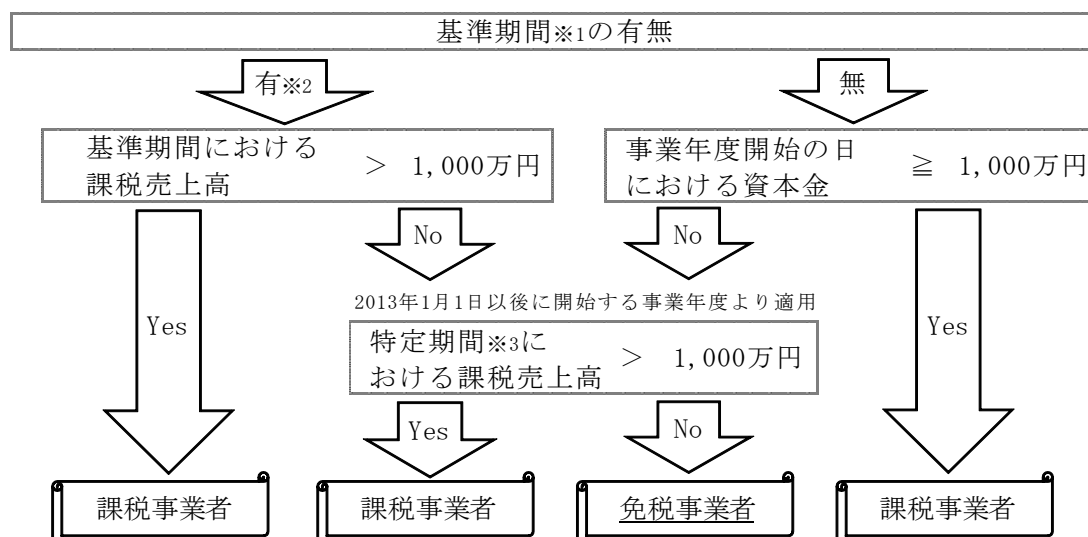 基準期間※1の有無
有※2
無
基準期間における
課税売上高
> 1,000万円
事業年度開始の日
における資本金
≧ 1,000万円
No
No
2013年1月1日以後に開始する事業年度より適用
Yes
特定期間※3に
おける課税売上高
> 1,000万円
Yes
Yes
No
課税事業者
課税事業者
免税事業者
課税事業者